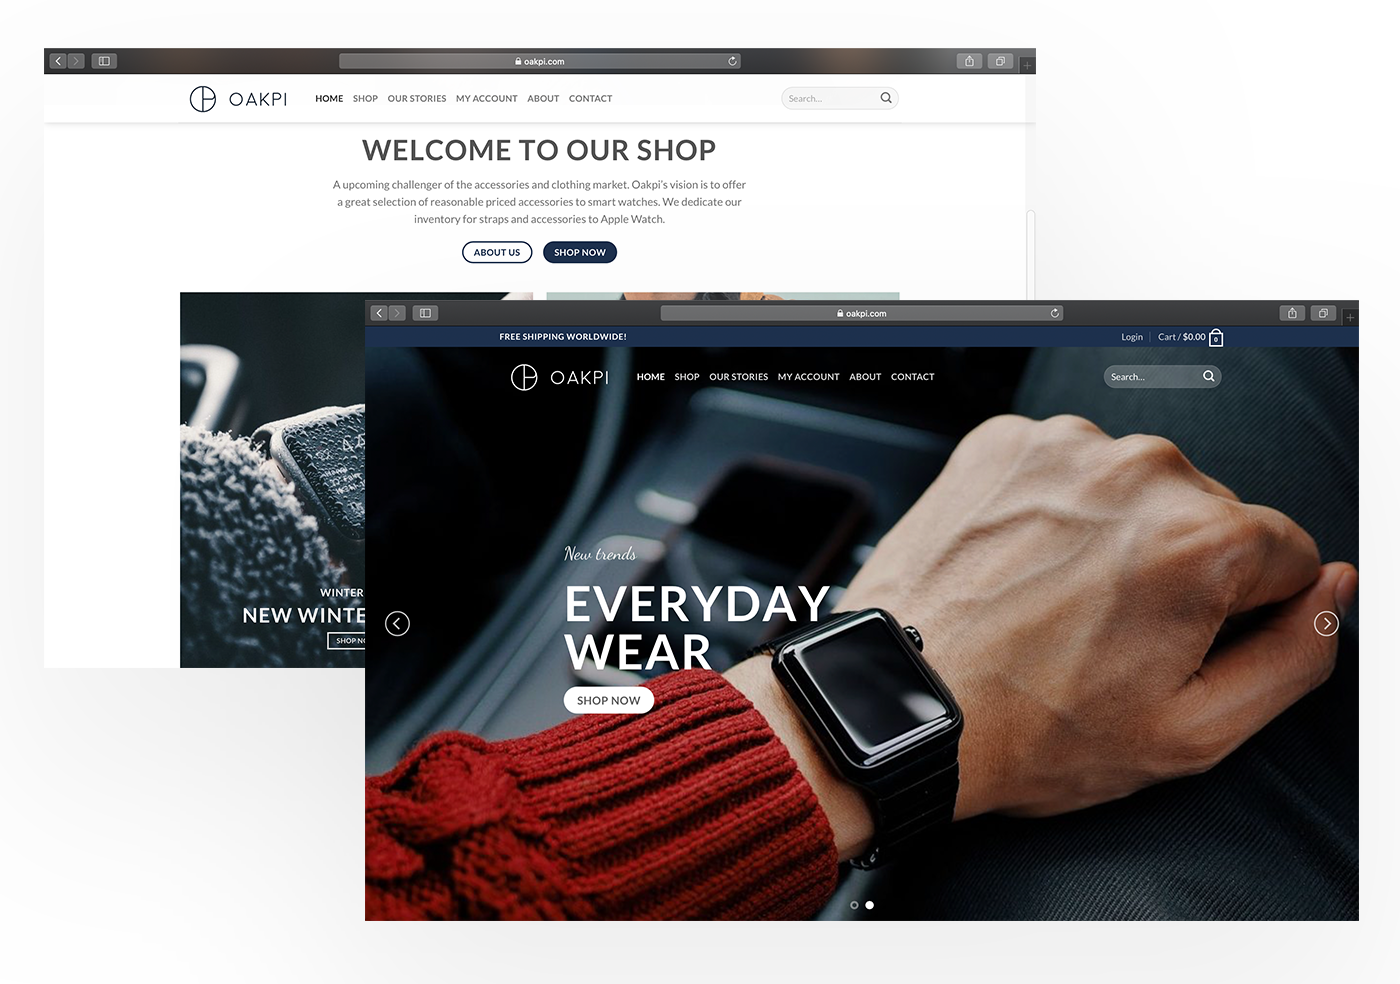 oakpi.com
OAKPI
HOME SHOP OUR STORIES MY ACCOUNT ABOUT CONTACT
Search...
WELCOME TO OUR SHOP
A upcoming challenger of the accessories and clothing market. Oakpi's vision is to offer
a great selection of reasonable priced accessories to smart watches. We dedicate our
inventory for straps and accessories to Apple Watch.
ABOUT US SHOP NOW
WINTER
NEW WINTE
SHOP NO
oakpi.com
FREE SHIPPING WORLDWIDE!
Login Cart / $0.00 0
OAKPI
HOME SHOP OUR STORIES MY ACCOUNT ABOUT CONTACT
Search...
New trends
EVERYDAY
WEAR
SHOP NOW